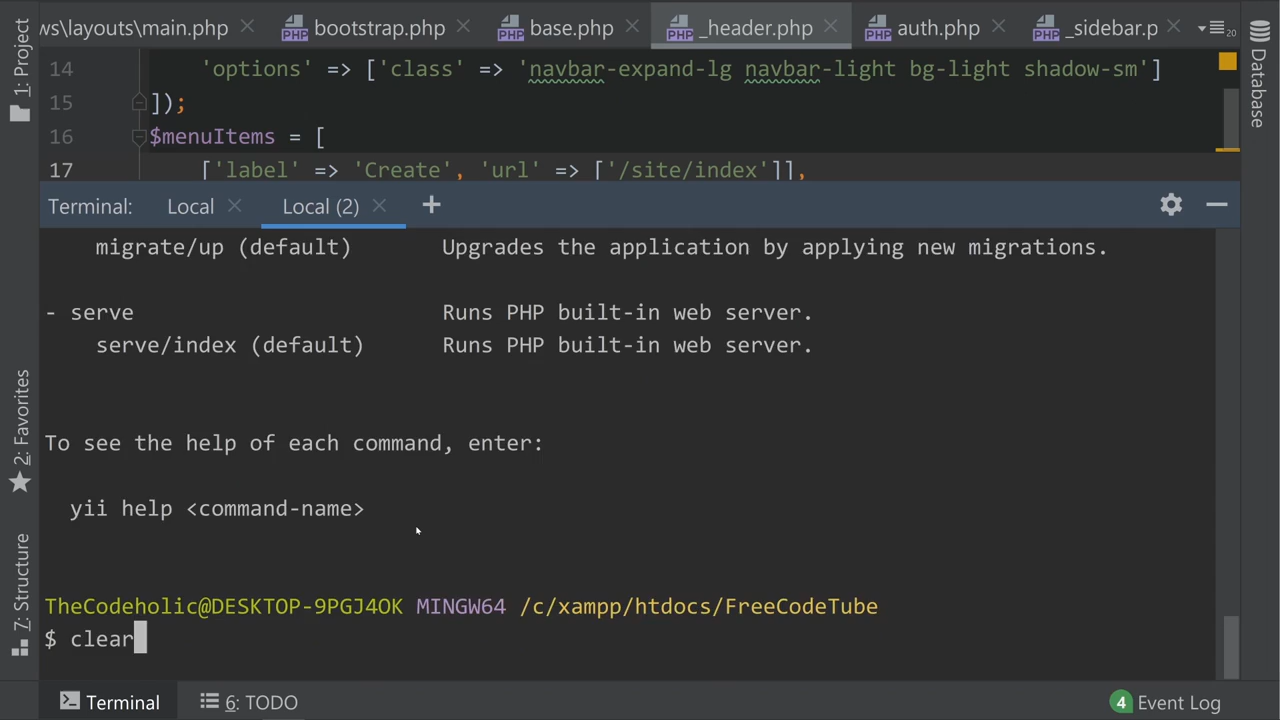 ws\layouts\main.php bootstrap.php base.php _header.php auth.php _sidebar.p 20
1: Project
Database
14 'options' => ['class' => 'navbar-expand-lg navbar-light bg-light shadow-sm']
15 ]);
16 $menuItems = [
17 ['label' => 'Create', 'url' => ['/site/index']],
Terminal: Local Local (2) +
migrate/up (default) Upgrades the application by applying new migrations.
- serve Runs PHP built-in web server.
serve/index (default) Runs PHP built-in web server.
To see the help of each command, enter:
yii help <command-name>
2: Favorites
7: Structure
TheCodeholic@DESKTOP-9PGJ4OK MINGW64 /c/xampp/htdocs/FreeCodeTube
$ clear
Terminal 6: TODO 4 Event Log